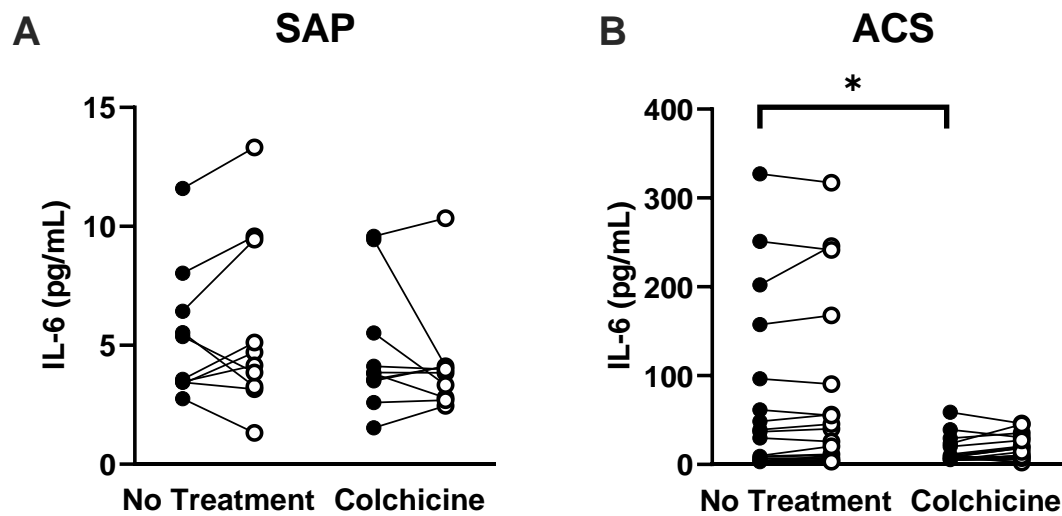 A
SAP
IL-6 (pg/mL)
15
10
5
0
No Treatment
Colchicine
B
ACS
*
IL-6 (pg/mL)
400
300
200
100
0
No Treatment
Colchicine